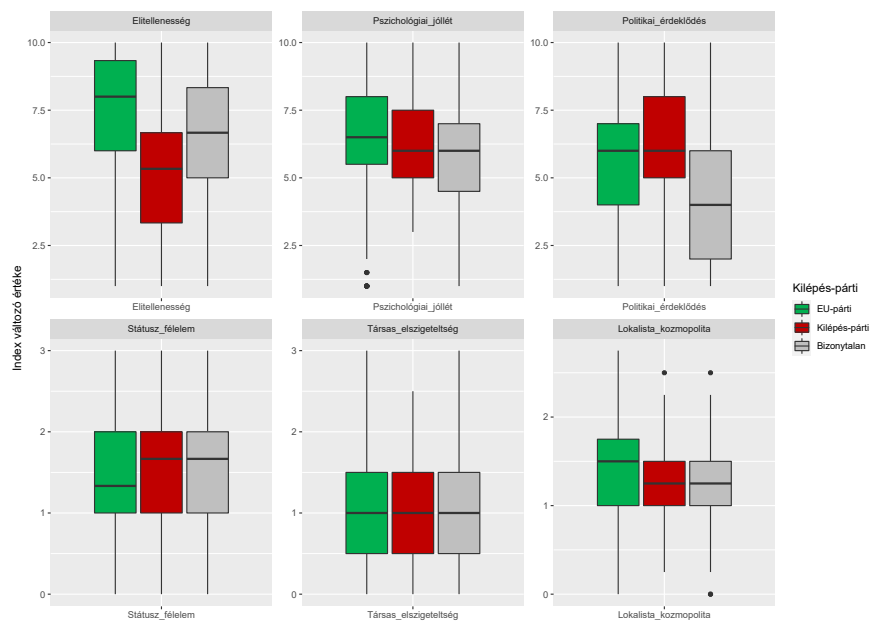 Elitellenesség
Pszichológiai_jóllét
Politikai_érdeklődés
10.0
7.5
5.0
2.5
10.0
7.5
5.0
2.5
10.0
7.5
5.0
2.5
Elitellenesség
Pszichológiai_jóllét
Politikai_érdeklődés
Index változó értéke
Státusz_félelem
Társas_elszigeteltség
Lokalista_kozmopolita
3
2
1
0
3
2
1
0
2
1
0
Státusz_félelem
Társas_elszigeteltség
Lokalista_kozmopolita
Kilépés-párti
EU-párti
Kilépés-párti
Bizonytalan